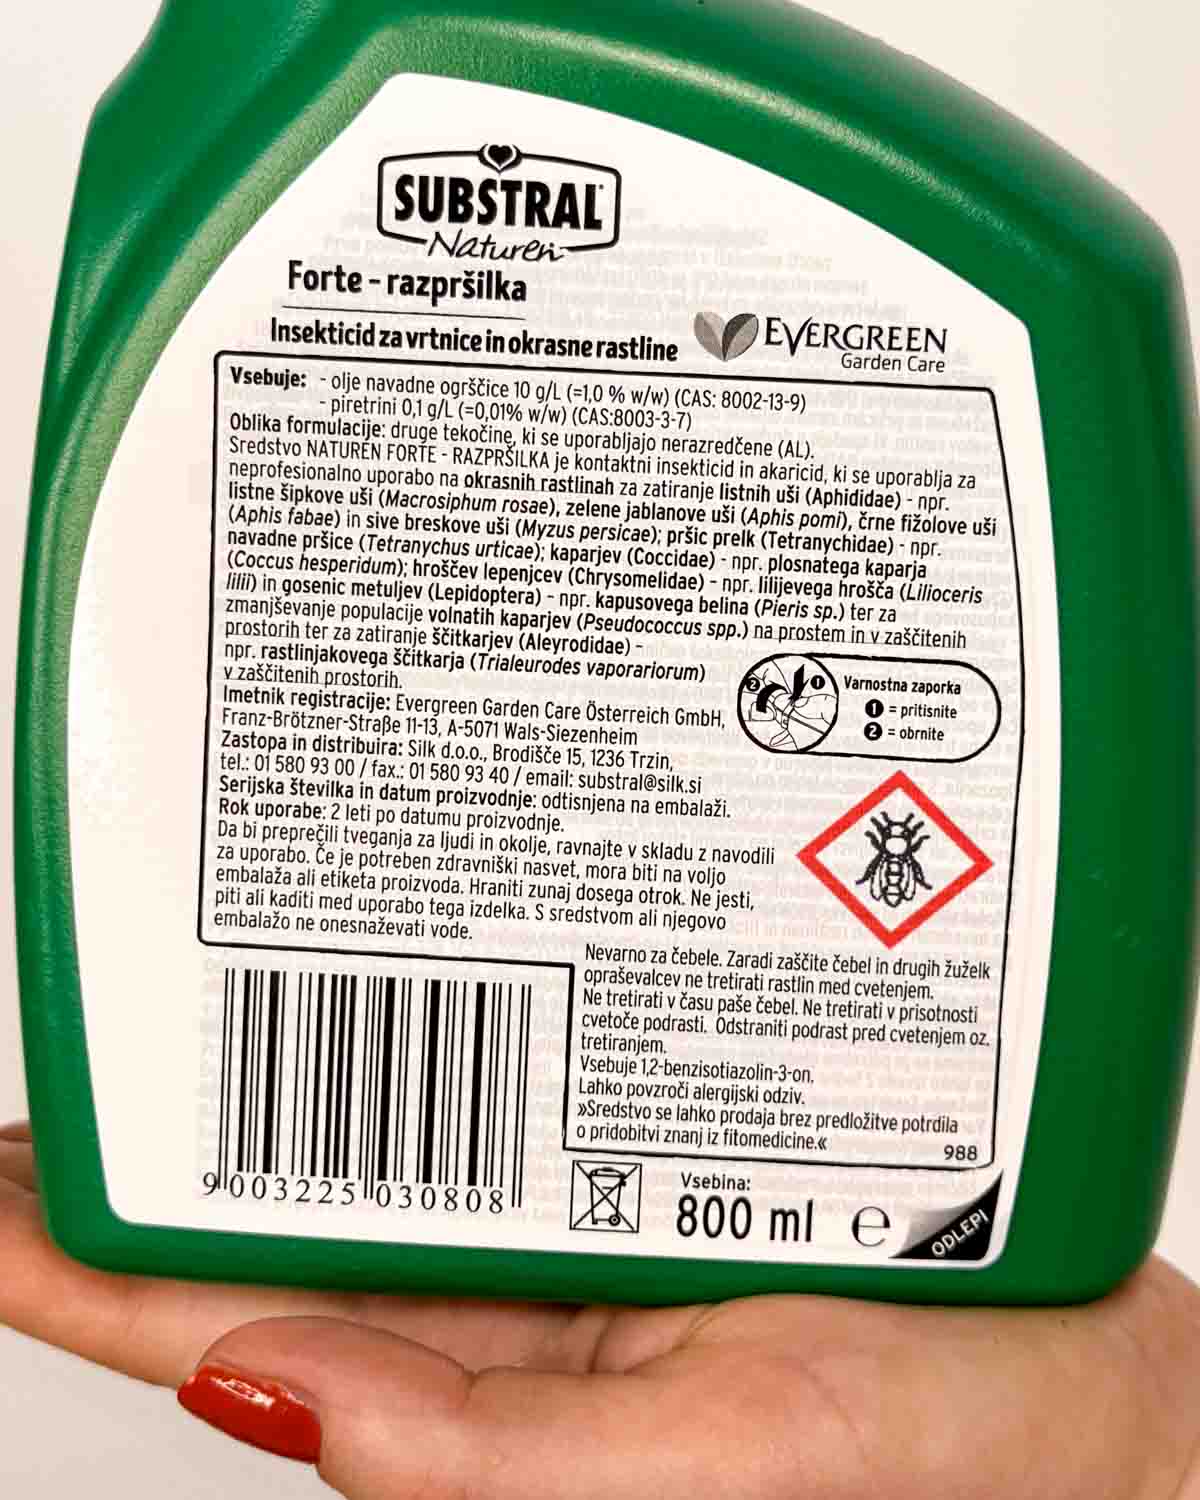 SUBSTRAL
Naturen
Forte - razpršilka
EVERGREEN
Garden Care
Insekticid za vrtnice in okrasne rastline
Vsebuje: - olje navadne ogrščice 10 g/L (=1,0 % w/w) (CAS: 8002-13-9)
- piretrini 0,1 g/L (=0,01% w/w) (CAS:8003-3-7)
Oblika formulacije: druge tekočine, ki se uporabljajo nerazredčene (AL).
Sredstvo NATUREN FORTE - RAZPRŠILKA je kontaktni insekticid in akaricid, ki se uporablja za
neprofesionalno uporabo na okrasnih rastlinah za zatiranje listnih uši (Aphididae) - npr.
listne šipkove uši (Macrosiphum rosae), zelene jablanove uši (Aphis pomi), črne fižolove uši
(Aphis fabae) in sive breskove uši (Myzus persicae); pršic prelk (Tetranychidae) - npr.
navadne pršice (Tetranychus urticae); kaparjev (Coccidae) - npr. plosnatega kaparja
(Coccus hesperidum); hroščev lepenjcev (Chrysomelidae) - npr. lilijevega hrošča (Lilioceris
lilii) in gosenic metuljev (Lepidoptera) - npr. kapusovega belina (Pieris sp.) ter za
zmanjševanje populacije volnatih kaparjev (Pseudococcus spp.) na prostem in v zaščitenih
prostorih ter za zatiranje ščitkarjev (Aleyrodidae) -
npr. rastlinjakovega ščitkarja (Trialeurodes vaporariorum)
v zaščitenih prostorih.
Imetnik registracije: Evergreen Garden Care Österreich GmbH,
Franz-Brötzner-Straße 11-13, A-5071 Wals-Siezenheim
Zastopa in distribuira: Silk d.o.o., Brodišče 15, 1236 Trzin,
tel.: 01 580 93 00 / fax.: 01 580 93 40 / email: substral@silk.si
Serijska številka in datum proizvodnje: odtisnjena na embalaži.
Rok uporabe: 2 leti po datumu proizvodnje.
Da bi preprečili tveganja za ljudi in okolje, ravnajte v skladu z navodili
za uporabo. Če je potreben zdravniški nasvet, mora biti na voljo
embalaža ali etiketa proizvoda. Hraniti zunaj dosega otrok. Ne jesti,
piti ali kaditi med uporabo tega izdelka. S sredstvom ali njegovo
embalažo ne onesnaževati vode.
2 1
Varnostna zaporka
1 = pritisnite
2 = obrnite
Nevarno za čebele. Zaradi zaščite čebel in drugih žuželk
opraševalcev ne tretirati rastlin med cvetenjem.
Ne tretirati v času paše čebel. Ne tretirati v prisotnosti
cvetoče podrasti. Odstraniti podrast pred cvetenjem oz.
tretiranjem.
Vsebuje 1,2-benzisotiazolin-3-on,
Lahko povzroči alergijski odziv.
»Sredstvo se lahko prodaja brez predložitve potrdila
o pridobitvi znanj iz fitomedicine.«
988
9 003225 030808
Vsebina:
800 ml e
ODLEPI